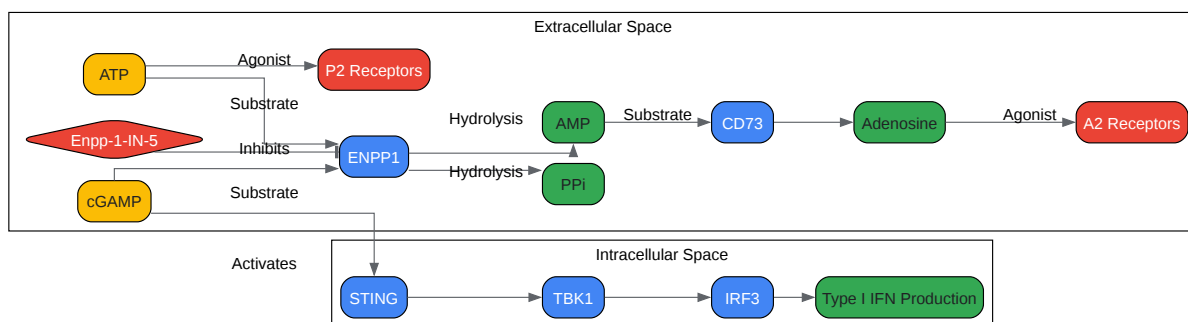 Extracellular Space
ATP
Agonist
P2 Receptors
Substrate
Enpp-1-IN-5
Inhibits
ENPP1
Hydrolysis
AMP
Substrate
CD73
Adenosine
Agonist
A2 Receptors
cGAMP
Substrate
Hydrolysis
PPi
Activates
Intracellular Space
STING
TBK1
IRF3
Type I IFN Production